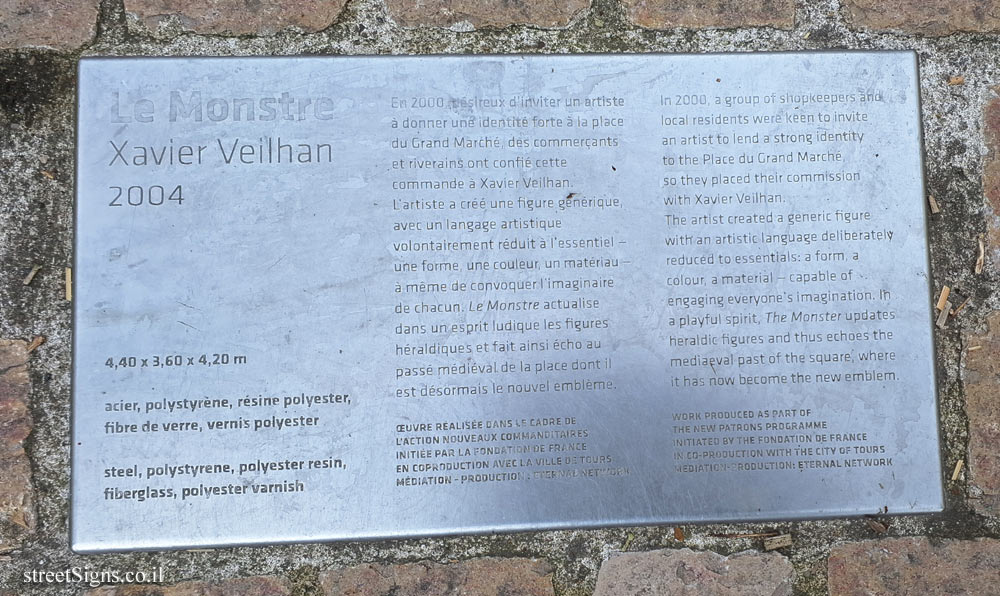 Le Monstre
Xavier Veilhan
2004
4,40 x 3,60 x 4,20 m
acier, polystyrène, résine polyester,
fibre de verre, vernis polyester
steel, polystyrene, polyester resin,
fiberglass, polyester varnish
En 2000, désireux d'inviter un artiste
à donner une identité forte à la place
du Grand Marché, des commerçants
et riverains ont confié cette
commande à Xavier Veilhan.
L'artiste a créé une figure générique,
avec un langage artistique
volontairement réduit à l'essentiel –
une forme, une couleur, un matériau –
à même de convoquer l'imaginaire
de chacun. Le Monstre actualise
dans un esprit ludique les figures
héraldiques et fait ainsi écho au
passé médiéval de la place dont il
est désormais le nouvel emblème.
ŒUVRE RÉALISÉE DANS LE CADRE DE
L'ACTION NOUVEAUX COMMANDITAIRES
INITIÉE PAR LA FONDATION DE FRANCE
EN COPRODUCTION AVEC LA VILLE DE TOURS
MÉDIATION - PRODUCTION : ETERNAL NETWORK
In 2000, a group of shopkeepers and
local residents were keen to invite
an artist to lend a strong identity
to the Place du Grand Marché,
so they placed their commission
with Xavier Veilhan.
The artist created a generic figure
with an artistic language deliberately
reduced to essentials: a form, a
colour, a material – capable of
engaging everyone's imagination. In
a playful spirit, The Monster updates
heraldic figures and thus echoes the
mediaeval past of the square, where
it has now become the new emblem.
WORK PRODUCED AS PART OF
THE NEW PATRONS PROGRAMME
INITIATED BY THE FONDATION DE FRANCE
IN CO-PRODUCTION WITH THE CITY OF TOURS
MEDIATION-PRODUCTION: ETERNAL NETWORK
streetSigns.co.il